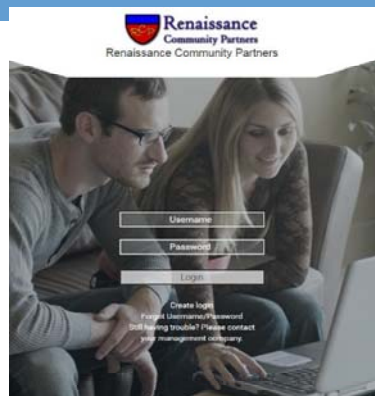 Renaissance
Community Partners
Renaissance Community Partners
Username
Password
Login
Create login
Forgot Username/Password
Still having trouble? Please contact
your management company.